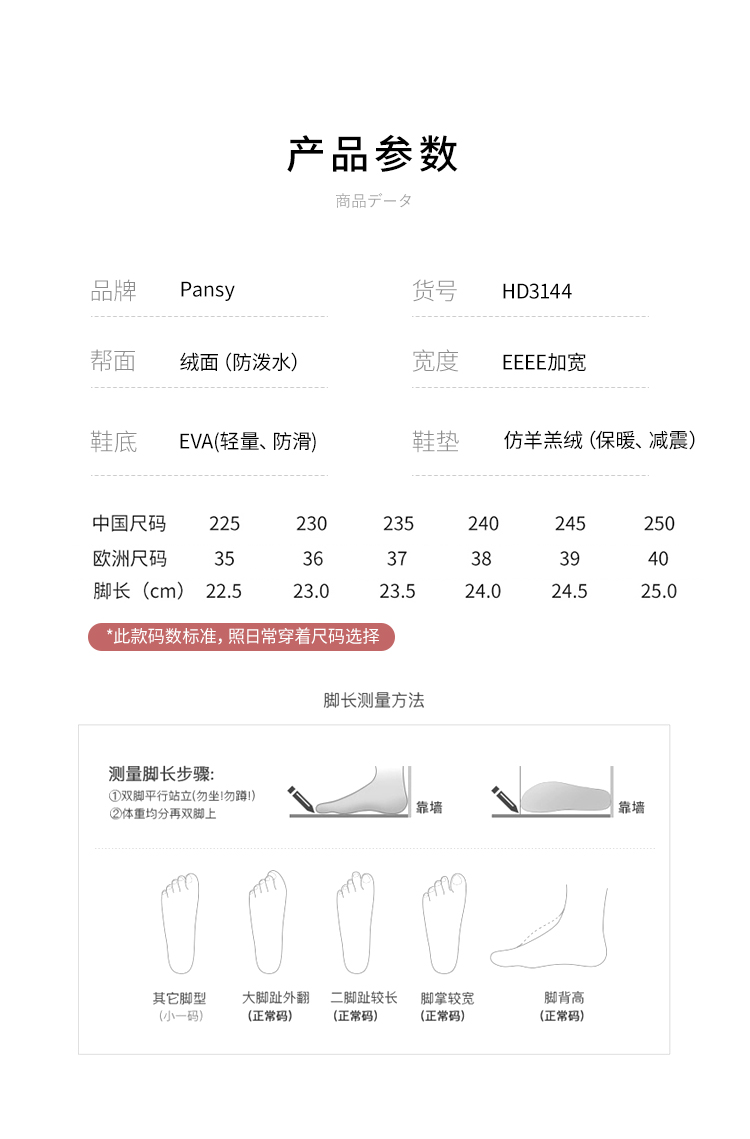 产品参数
商品データ
品牌 Pansy 货号 HD3144
帮面 绒面（防泼水） 宽度 EEEE加宽
鞋底 EVA(轻量、防滑) 鞋垫 仿羊羔绒（保暖、减震）
中国尺码 225 230 235 240 245 250
欧洲尺码 35 36 37 38 39 40
脚长（cm） 22.5 23.0 23.5 24.0 24.5 25.0
*此款码数标准，照日常穿着尺码选择
脚长测量方法
测量脚长步骤:
①双脚平行站立(勿坐!勿蹲!)
②体重均分再双脚上
靠墙 靠墙
其它脚型 大脚趾外翻 二脚趾较长 脚掌较宽 脚背高
(小一码) (正常码) (正常码) (正常码) (正常码)